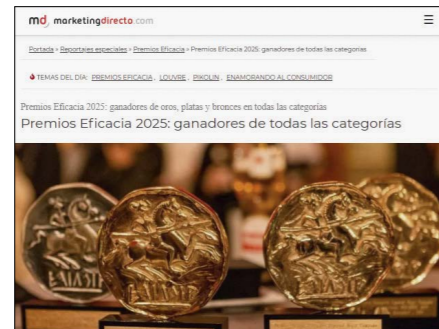 md, marketingdirecto.com
Portada » Reportajes especiales » Premios Eficacia » Premios Eficacia 2025: ganadores de todas las categorías
TEMAS DEL DÍA: PREMIOS EFICACIA, LOUVRE, PIKOLIN, ENAMORANDO AL CONSUMIDOR
Premios Eficacia 2025: ganadores de oros, platas y bronces en todas las categorías
Premios Eficacia 2025: ganadores de todas las categorías